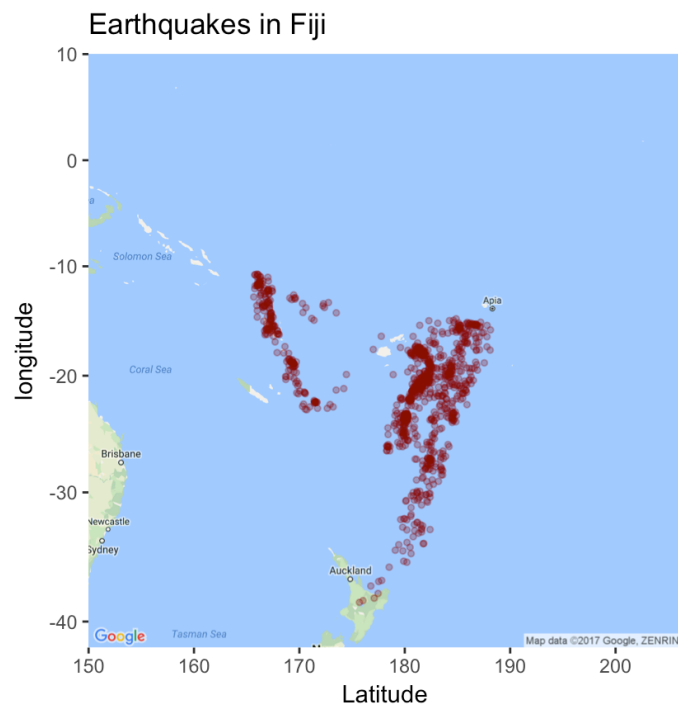 Earthquakes in Fiji
10
0
-10
-20
-30
-40
longitude
a
Solomon Sea
Apia
Coral Sea
Brisbane
Newcastle
Sydney
Auckland
Google
Tasman Sea
Map data ©2017 Google, ZENRIN
150
160
170
180
190
200
Latitude